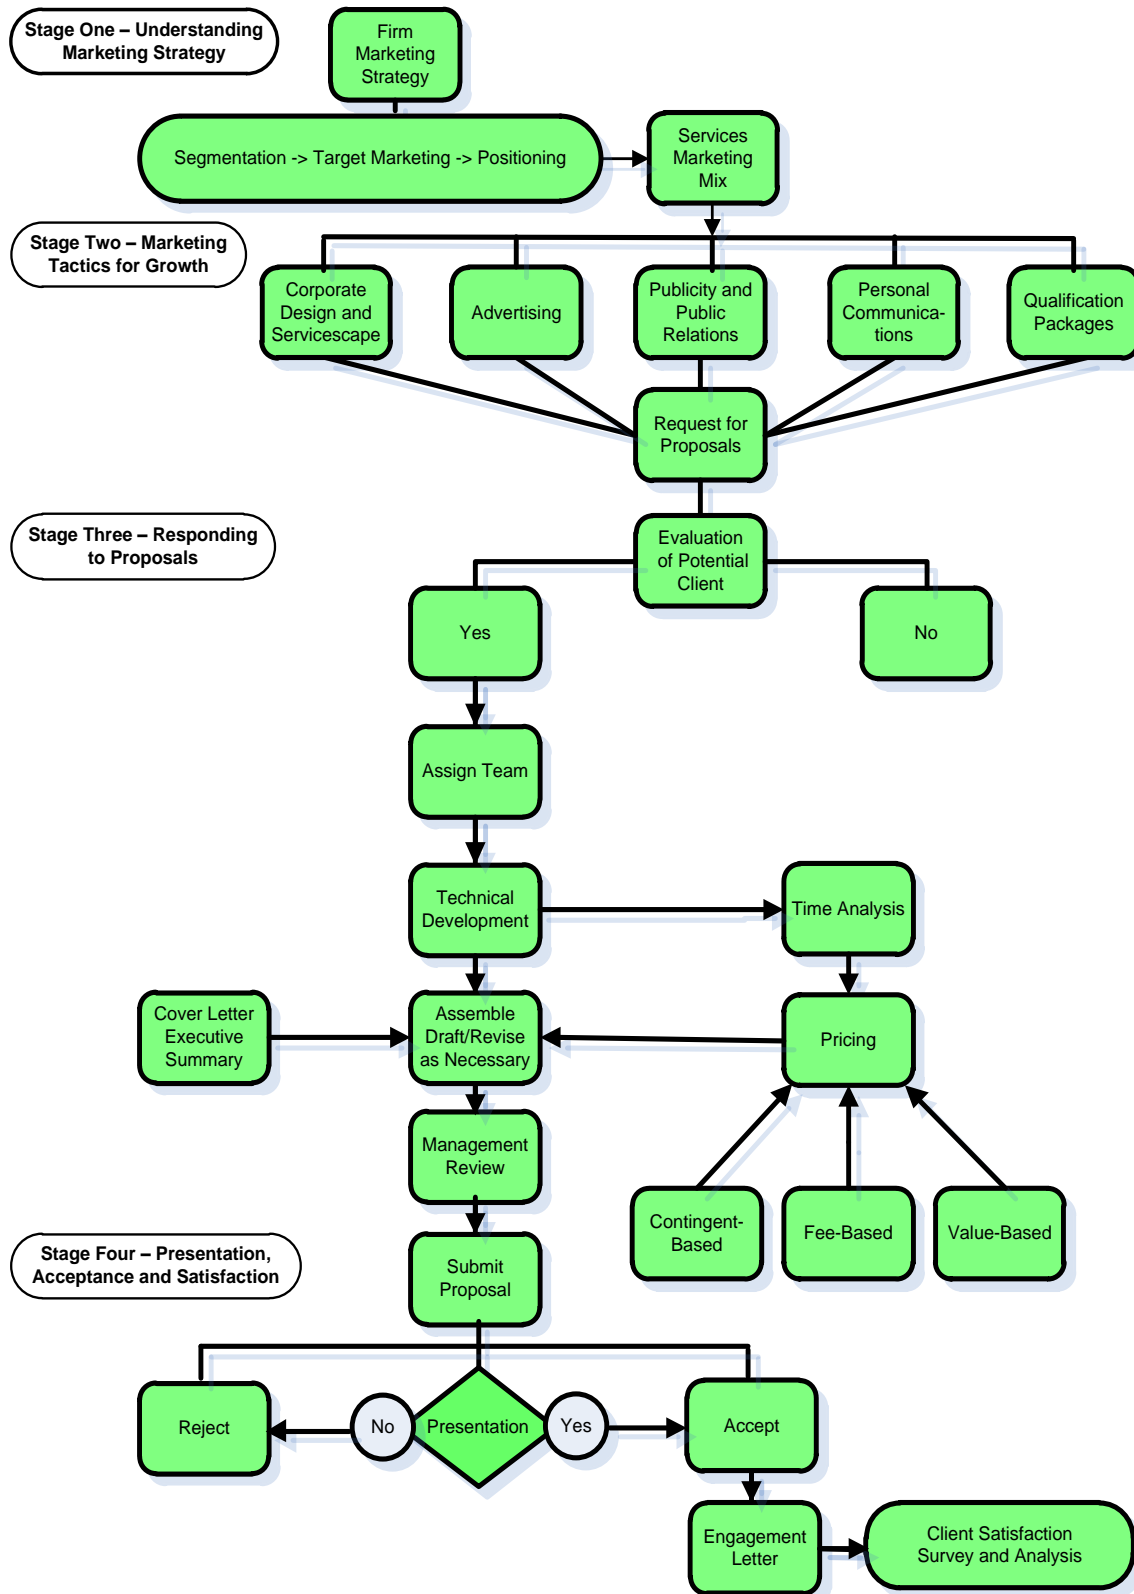 Stage One – Understanding
Marketing Strategy
Firm
Marketing
Strategy
Segmentation -> Target Marketing -> Positioning
Services
Marketing
Mix
Stage Two – Marketing
Tactics for Growth
Corporate
Design and
Servicescape
Advertising
Publicity and
Public
Relations
Personal
Communica-
tions
Qualification
Packages
Request for
Proposals
Stage Three – Responding
to Proposals
Evaluation
of Potential
Client
Yes
No
Assign Team
Technical
Development
Time Analysis
Cover Letter
Executive
Summary
Assemble
Draft/Revise
as Necessary
Pricing
Management
Review
Contingent-
Based
Fee-Based
Value-Based
Stage Four – Presentation,
Acceptance and Satisfaction
Submit
Proposal
Reject
No
Presentation
Yes
Accept
Engagement
Letter
Client Satisfaction
Survey and Analysis